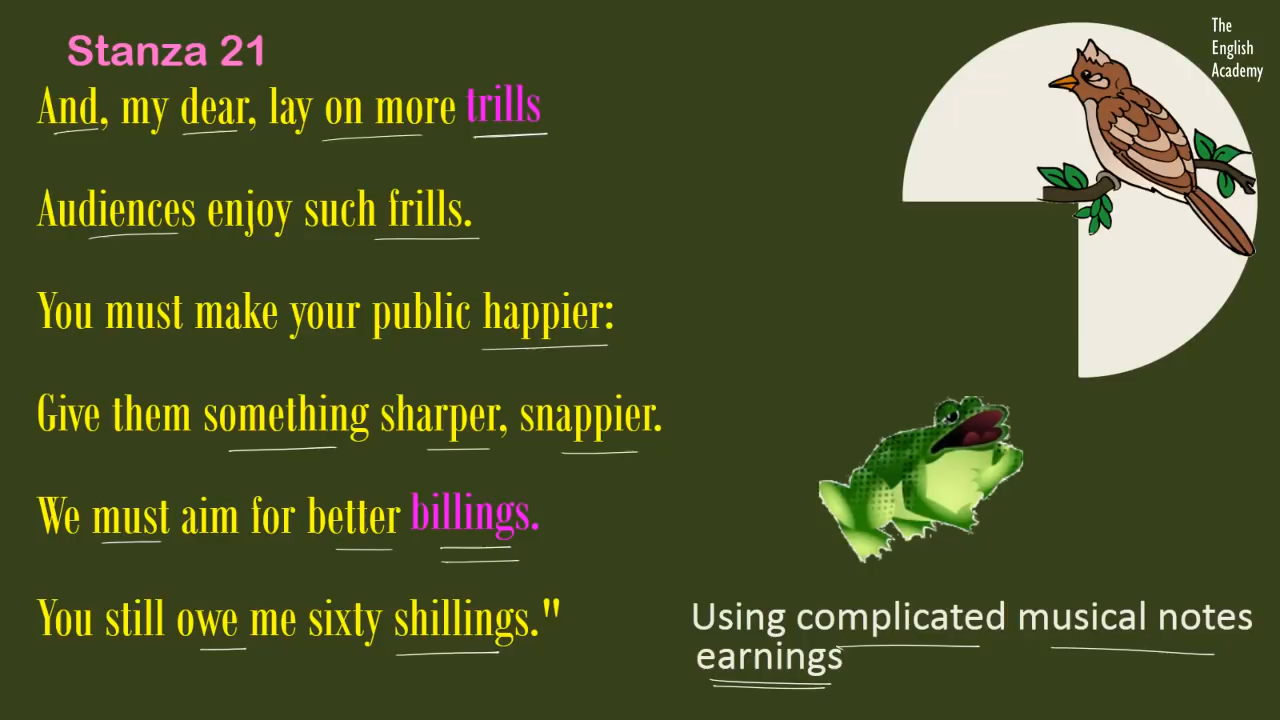 Stanza 21
And, my dear, lay on more trills
Audiences enjoy such frills.
You must make your public happier:
Give them something sharper, snappier.
We must aim for better billings.
You still owe me sixty shillings."
The
English
Academy
Using complicated musical notes
earnings